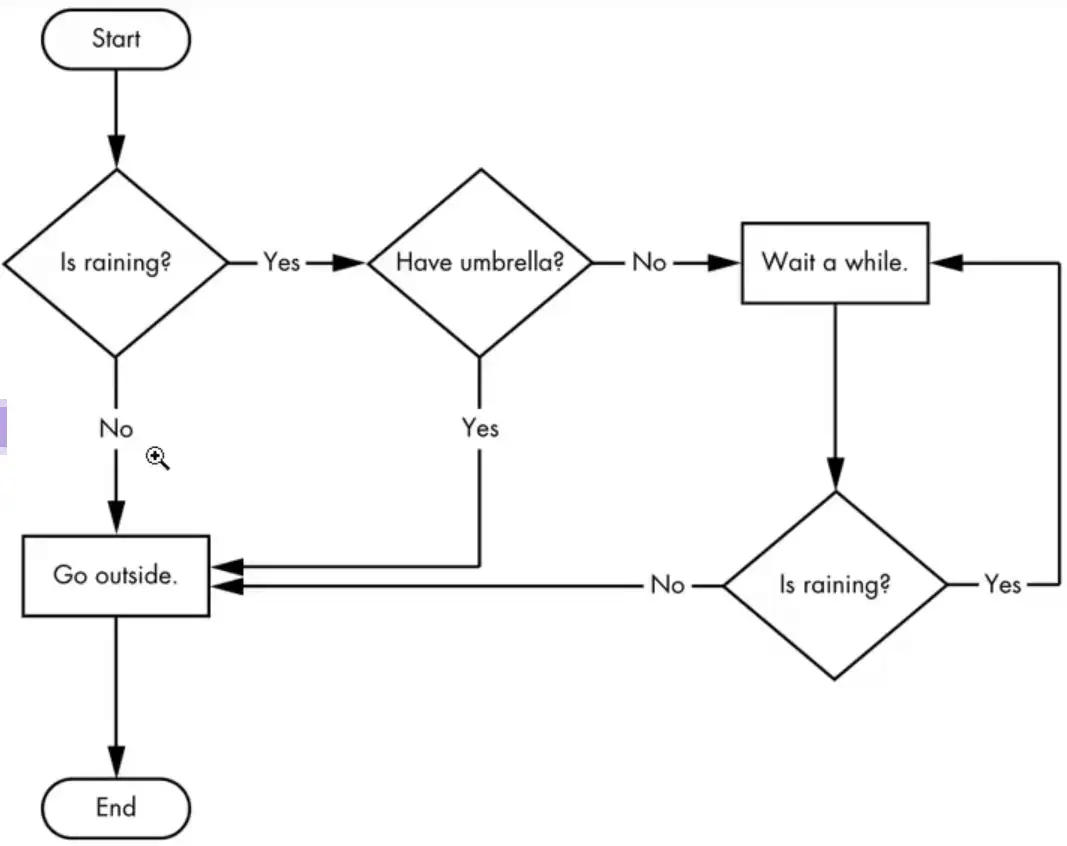 Start
Is raining?
Yes
Have umbrella?
No
Wait a while.
No
Yes
Go outside.
No
Is raining?
Yes
End